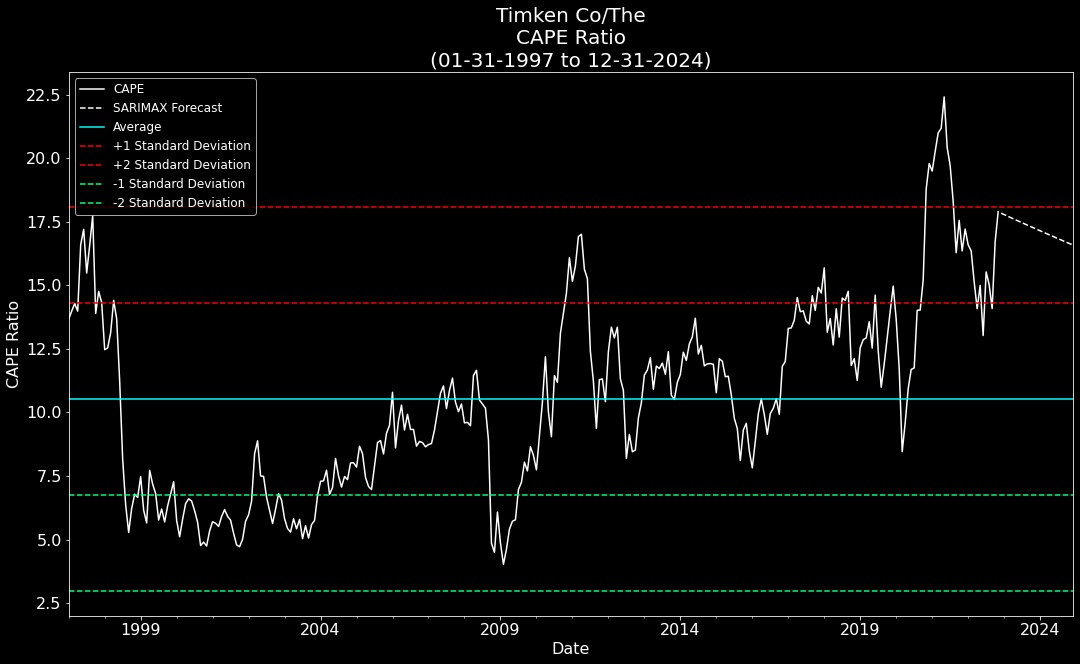 Timken Co/The
CAPE Ratio
(01-31-1997 to 12-31-2024)
CAPE
SARIMAX Forecast
Average
+1 Standard Deviation
+2 Standard Deviation
-1 Standard Deviation
-2 Standard Deviation
CAPE Ratio
22.5
20.0
17.5
15.0
12.5
10.0
7.5
5.0
2.5
1999
2004
2009
2014
2019
2024
Date